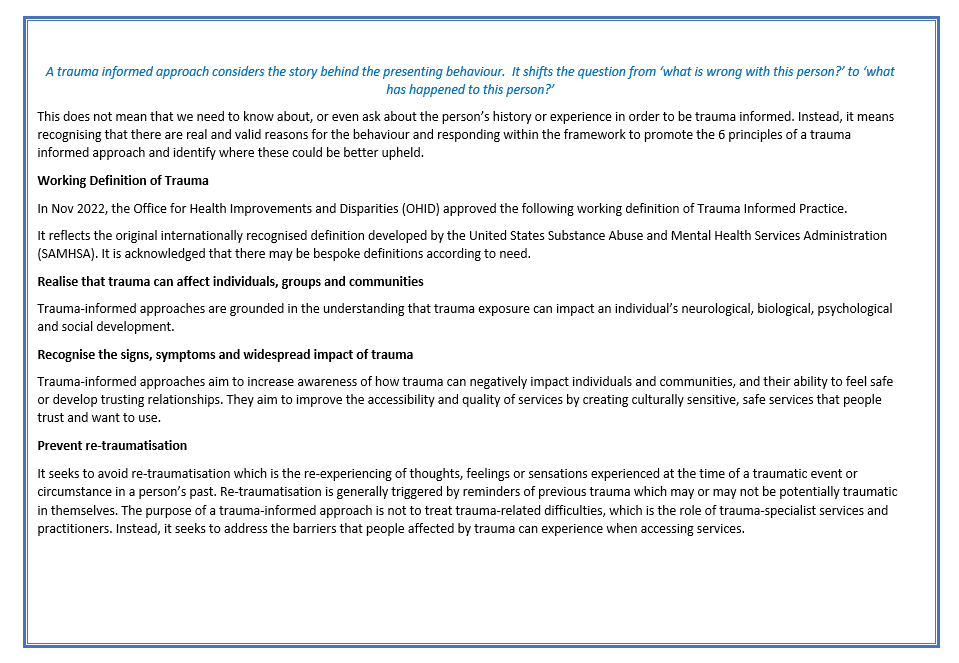 A trauma informed approach considers the story behind the presenting behaviour.  It shifts the question from ‘what is wrong with this person?’ to ‘what
has happened to this person?’
This does not mean that we need to know about, or even ask about the person’s history or experience in order to be trauma informed. Instead, it means
recognising that there are real and valid reasons for the behaviour and responding within the framework to promote the 6 principles of a trauma
informed approach and identify where these could be better upheld.
Working Definition of Trauma
In Nov 2022, the Office for Health Improvements and Disparities (OHID) approved the following working definition of Trauma Informed Practice.
It reflects the original internationally recognised definition developed by the United States Substance Abuse and Mental Health Services Administration
(SAMHSA). It is acknowledged that there may be bespoke definitions according to need.
Realise that trauma can affect individuals, groups and communities
Trauma-informed approaches are grounded in the understanding that trauma exposure can impact an individual’s neurological, biological, psychological
and social development.
Recognise the signs, symptoms and widespread impact of trauma
Trauma-informed approaches aim to increase awareness of how trauma can negatively impact individuals and communities, and their ability to feel safe
or develop trusting relationships. They aim to improve the accessibility and quality of services by creating culturally sensitive, safe services that people
trust and want to use.
Prevent re-traumatisation
It seeks to avoid re-traumatisation which is the re-experiencing of thoughts, feelings or sensations experienced at the time of a traumatic event or
circumstance in a person’s past. Re-traumatisation is generally triggered by reminders of previous trauma which may or may not be potentially traumatic
in themselves. The purpose of a trauma-informed approach is not to treat trauma-related difficulties, which is the role of trauma-specialist services and
practitioners. Instead, it seeks to address the barriers that people affected by trauma can experience when accessing services.